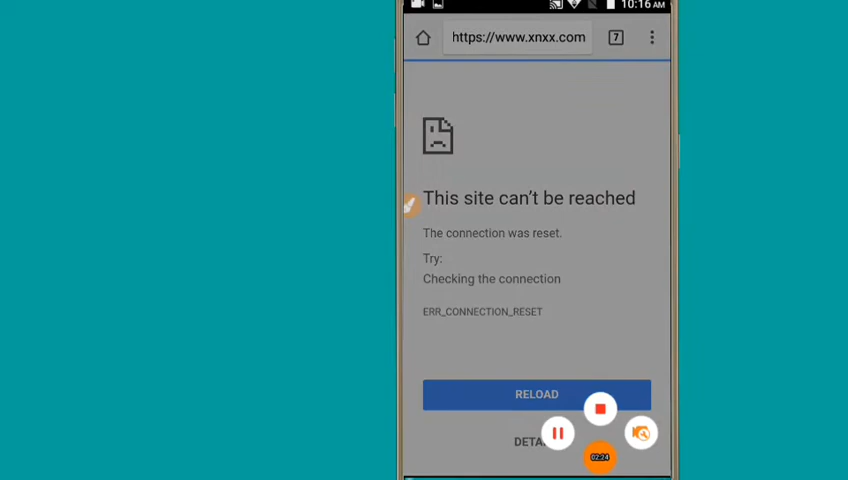 10:16 AM
https://www.xnxx.com
7
This site can't be reached
The connection was reset.
Try:
Checking the connection
ERR_CONNECTION_RESET
RELOAD
DETA
02:24